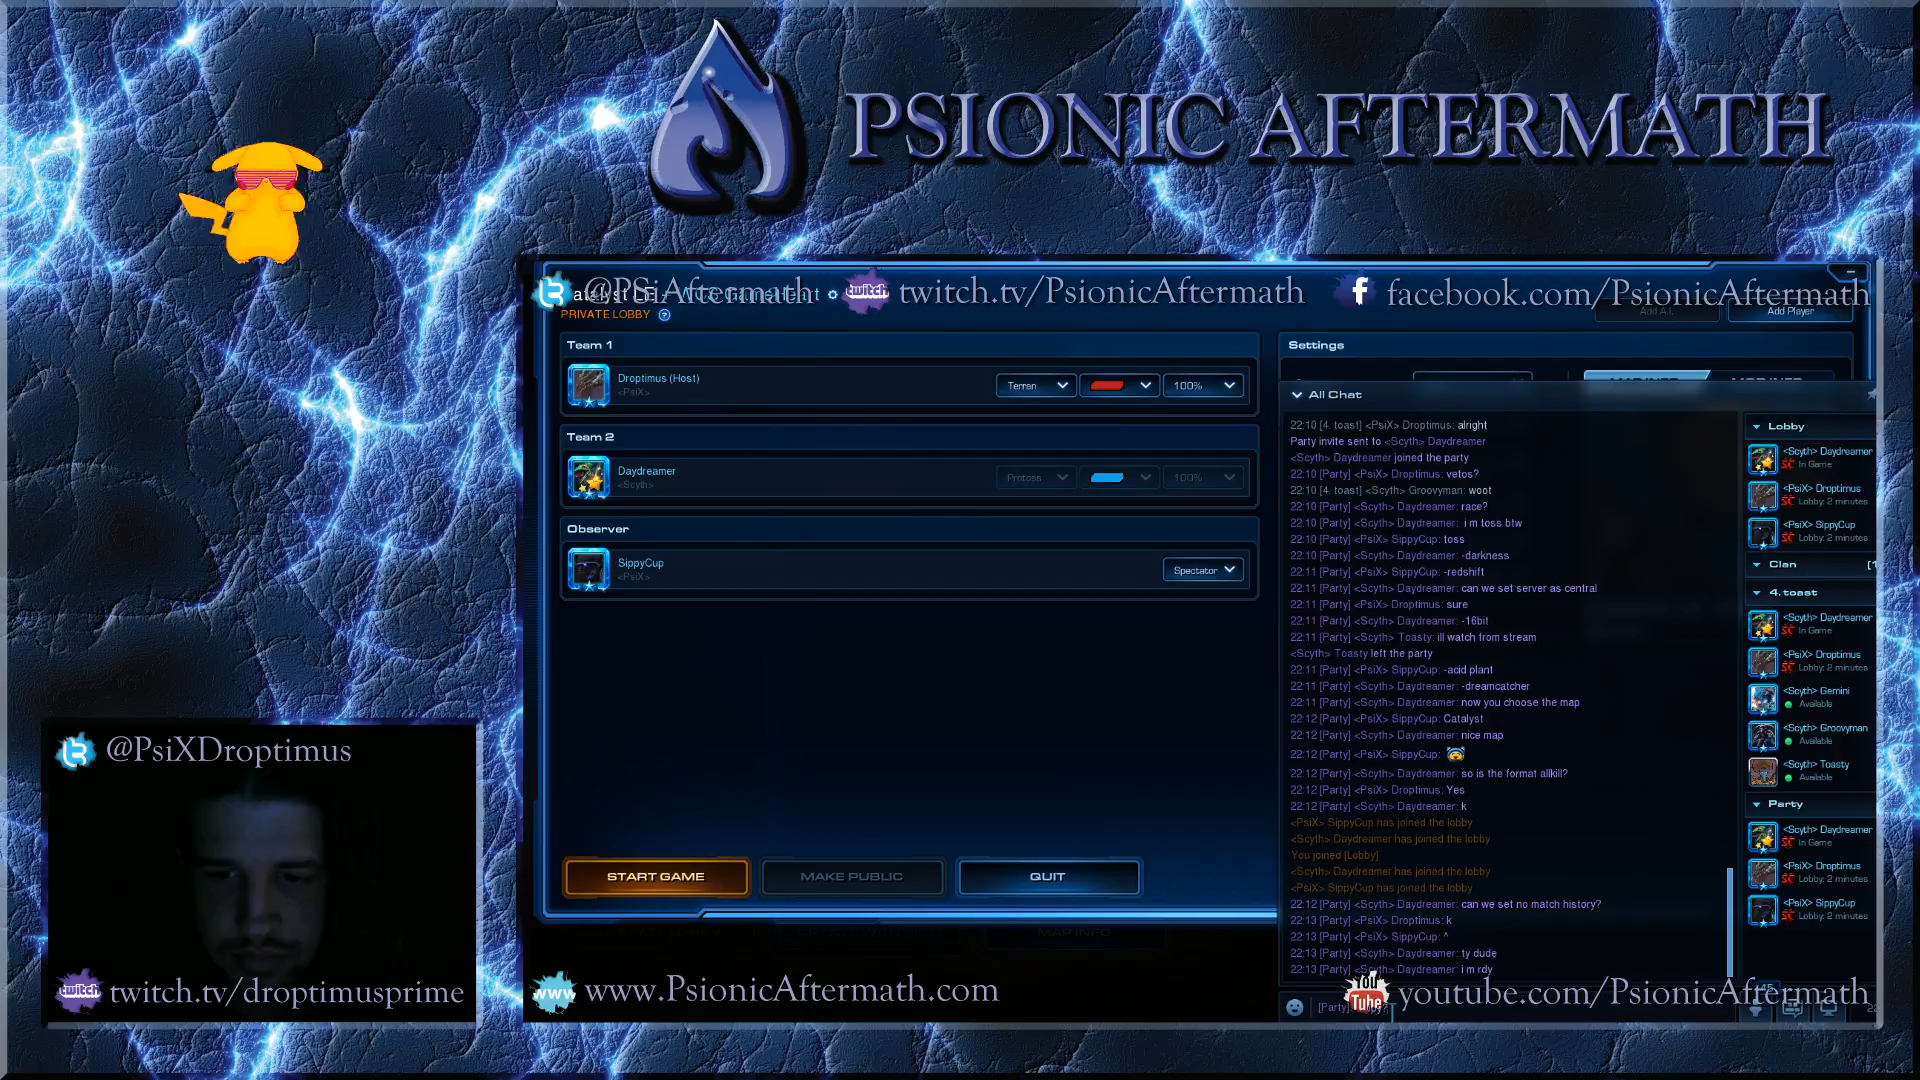 PSIONIC AFTERMATH
@PSiAftermath
twitch.tv/PsionicAftermath
facebook.com/PsionicAftermath
PRIVATE LOBBY
Add A.I.
Add Player
Team 1
Droptimus (Host)
<PsiX>
Terran
100%
Team 2
Daydreamer
<Scyth>
Protoss
100%
Observer
SippyCup
<PsiX>
Spectator
START GAME
MAKE PUBLIC
QUIT
MAP INFO
Settings
All Chat
22:10 [4. toast] <PsiX> Droptimus: alright
Party invite sent to <Scyth> Daydreamer
<Scyth> Daydreamer joined the party
22:10 [Party] <PsiX> Droptimus: vetos?
22:10 [4. toast] <Scyth> Groovyman: woot
22:10 [Party] <Scyth> Daydreamer: race?
22:10 [Party] <Scyth> Daydreamer: i m toss btw
22:10 [Party] <PsiX> SippyCup: toss
22:10 [Party] <Scyth> Daydreamer: -darkness
22:11 [Party] <PsiX> SippyCup: -redshift
22:11 [Party] <Scyth> Daydreamer: can we set server as central
22:11 [Party] <PsiX> Droptimus: sure
22:11 [Party] <Scyth> Daydreamer: -16bit
22:11 [Party] <Scyth> Toasty: ill watch from stream
<Scyth> Toasty left the party
22:11 [Party] <PsiX> SippyCup: -acid plant
22:11 [Party] <Scyth> Daydreamer: -dreamcatcher
22:11 [Party] <Scyth> Daydreamer: now you choose the map
22:12 [Party] <PsiX> SippyCup: Catalyst
22:12 [Party] <Scyth> Daydreamer: nice map
22:12 [Party] <PsiX> SippyCup:
22:12 [Party] <Scyth> Daydreamer: so is the format allkill?
22:12 [Party] <PsiX> Droptimus: Yes
22:12 [Party] <Scyth> Daydreamer: k
<PsiX> SippyCup has joined the lobby
<Scyth> Daydreamer has joined the lobby
You joined [Lobby]
<Scyth> Daydreamer has joined the lobby
<PsiX> SippyCup has joined the lobby
22:12 [Party] <Scyth> Daydreamer: can we set no match history?
22:13 [Party] <PsiX> Droptimus: k
22:13 [Party] <PsiX> SippyCup: ^
22:13 [Party] <Scyth> Daydreamer: ty dude
22:13 [Party] <Scyth> Daydreamer: i m rdy
[Party]
Lobby
<Scyth> Daydreamer
In Game
<PsiX> Droptimus
Lobby: 2 minutes
<PsiX> SippyCup
Lobby: 2 minutes
Clan
4. toast
<Scyth> Daydreamer
In Game
<PsiX> Droptimus
Lobby: 2 minutes
<Scyth> Gemini
Available
<Scyth> Groovyman
Available
<Scyth> Toasty
Available
Party
<Scyth> Daydreamer
In Game
<PsiX> Droptimus
Lobby: 2 minutes
<PsiX> SippyCup
Lobby: 2 minutes
@PsiXDroptimus
twitch
twitch.tv/droptimusprime
www
www.PsionicAftermath.com
You Tube
youtube.com/PsionicAftermath